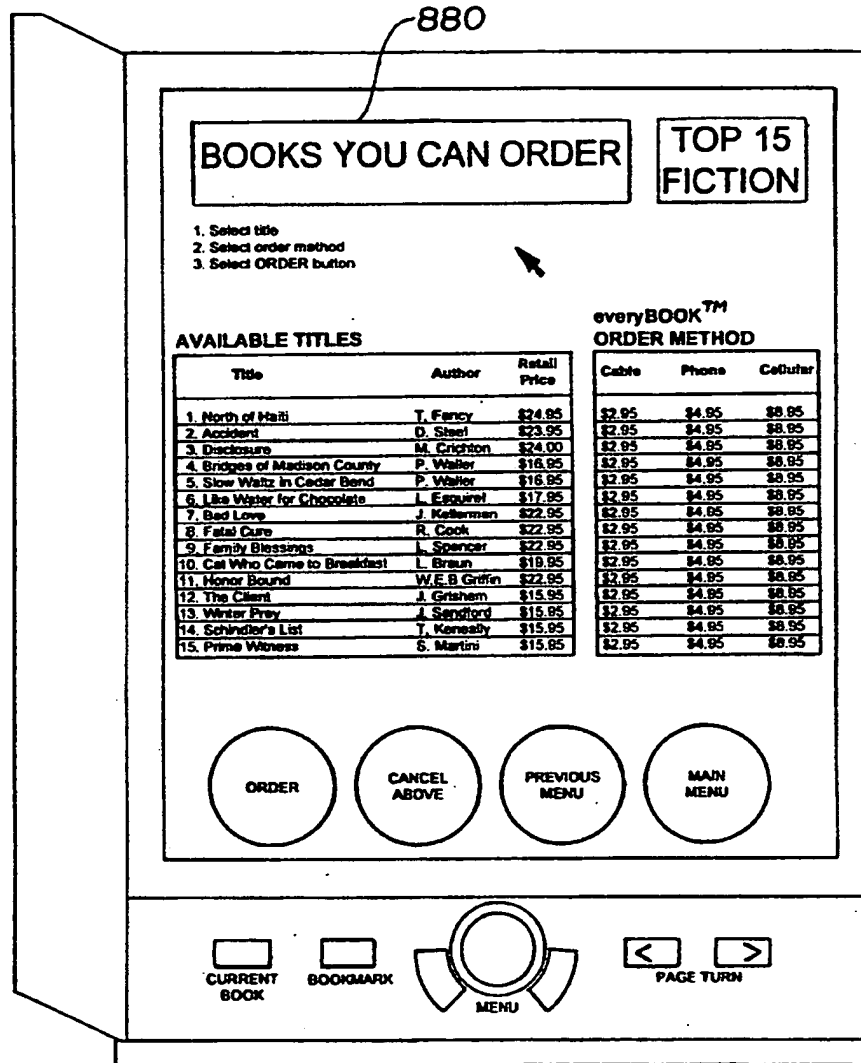 880
BOOKS YOU CAN ORDER
TOP 15
FICTION
1. Select title
2. Select order method
3. Select ORDER button
everyBOOK™
AVAILABLE TITLES
ORDER METHOD
Title Author Retail Price Cable Phone Cellular
1. North of Haiti T. Fancy $24.95 $2.95 $4.95 $8.95
2. Accident D. Steel $23.95 $2.95 $4.95 $8.95
3. Disclosure M. Crichton $24.00 $2.95 $4.95 $8.95
4. Bridges of Madison County P. Waller $16.95 $2.95 $4.95 $8.95
5. Slow Waltz in Cedar Bend P. Waller $16.95 $2.95 $4.95 $8.95
6. Like Water for Chocolate L. Esquirel $17.95 $2.95 $4.95 $8.95
7. Bad Love J. Kellerman $22.95 $2.95 $4.95 $8.95
8. Fatal Cure R. Cook $22.95 $2.95 $4.95 $8.95
9. Family Blessings L. Spencer $22.95 $2.95 $4.95 $8.95
10. Cat Who Came to Breakfast L. Braun $19.95 $2.95 $4.95 $8.95
11. Honor Bound W.E.B Griffin $22.95 $2.95 $4.95 $8.95
12. The Client J. Grisham $15.95 $2.95 $4.95 $8.95
13. Winter Prey J. Sandford $15.95 $2.95 $4.95 $8.95
14. Schindler's List T. Keneally $15.95 $2.95 $4.95 $8.95
15. Prime Witness S. Martini $15.95 $2.95 $4.95 $8.95
ORDER
CANCEL
ABOVE
PREVIOUS
MENU
MAIN
MENU
< >
CURRENT
BOOK
BOOKMARK
MENU
PAGE TURN